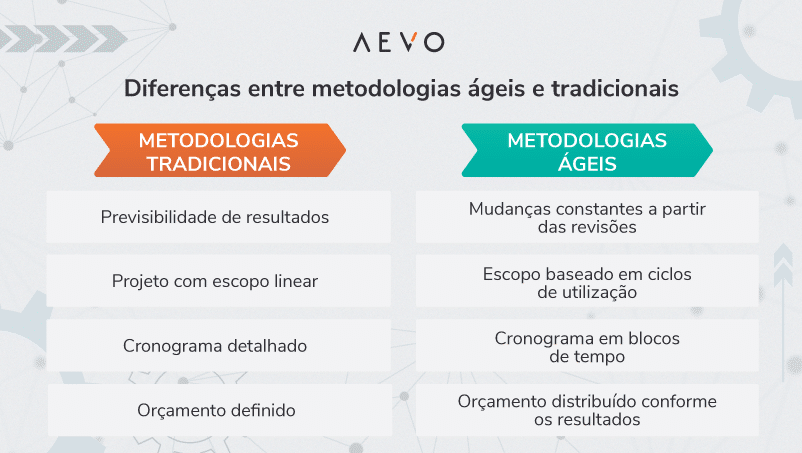 AEVO
Diferenças entre metodologias ágeis e tradicionais
METODOLOGIAS
TRADICIONAIS
METODOLOGIAS
ÁGEIS
Previsibilidade de resultados
Mudanças constantes a partir
das revisões
Projeto com escopo linear
Escopo baseado em ciclos
de utilização
Cronograma detalhado
Cronograma em blocos
de tempo
Orçamento definido
Orçamento distribuído conforme
os resultados